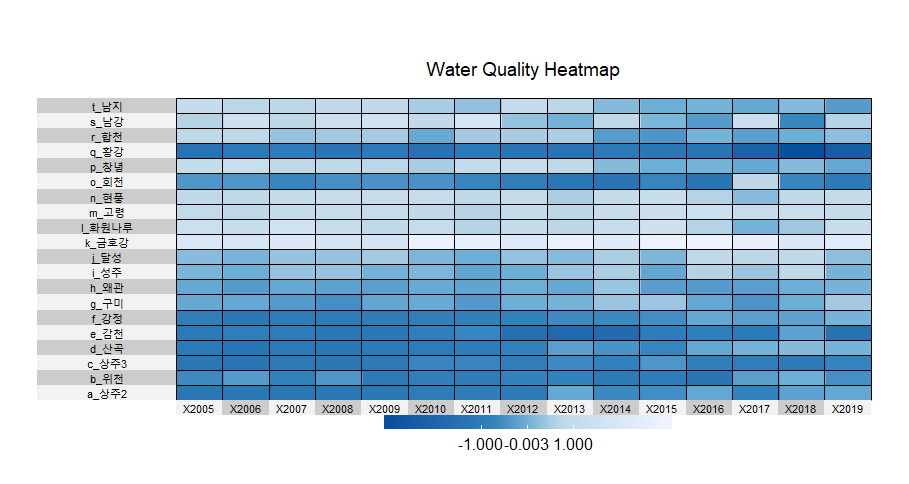 Water Quality Heatmap
t_남지
s_남강
r_합천
q_황강
p_창녕
o_회천
n_현풍
m_고령
l_화원나루
k_금호강
j_달성
i_성주
h_왜관
g_구미
f_강정
e_감천
d_산곡
c_상주3
b_위천
a_상주2
X2005 X2006 X2007 X2008 X2009 X2010 X2011 X2012 X2013 X2014 X2015 X2016 X2017 X2018 X2019
-1.000 -0.003 1.000